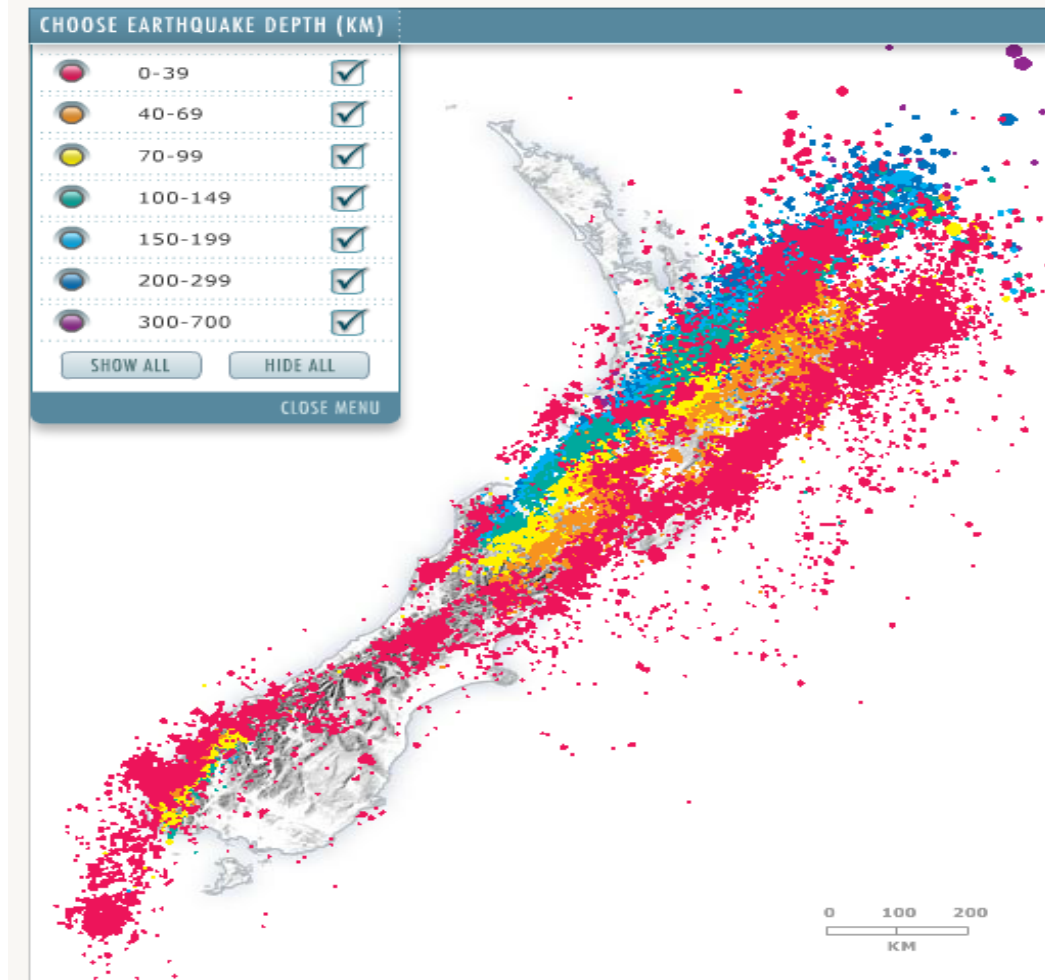 CHOOSE EARTHQUAKE DEPTH (KM)
0-39
40-69
70-99
100-149
150-199
200-299
300-700
SHOW ALL HIDE ALL
CLOSE MENU
0 100 200
KM